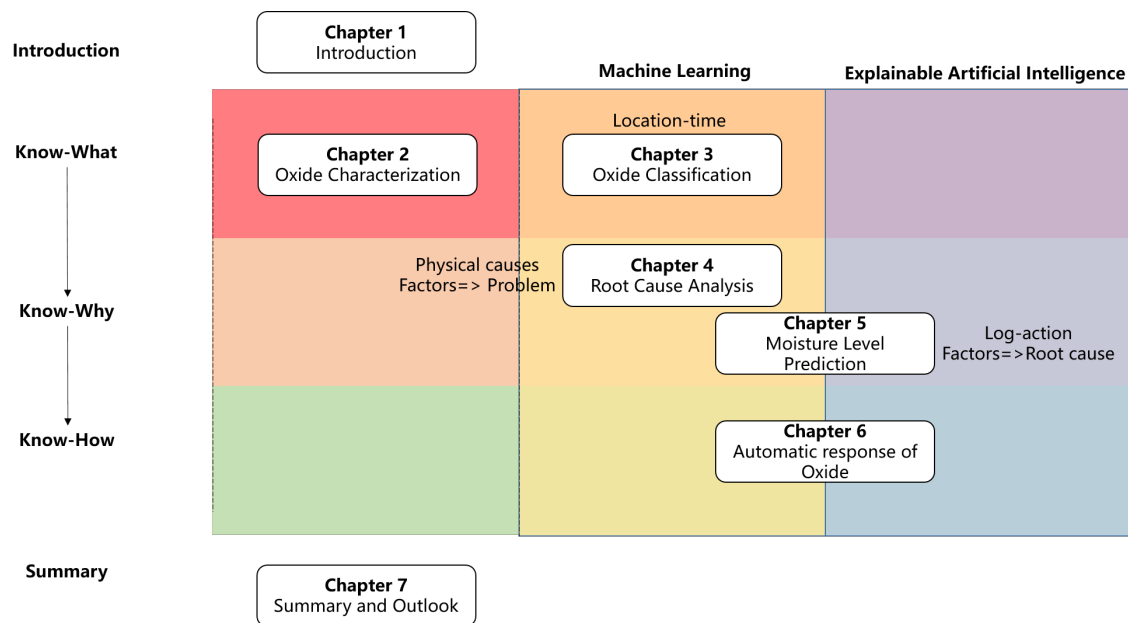 Introduction
Chapter 1
Introduction
Machine Learning
Explainable Artificial Intelligence
Know-What
Chapter 2
Oxide Characterization
Location-time
Chapter 3
Oxide Classification
Physical causes
Factors=> Problem
Chapter 4
Root Cause Analysis
Know-Why
Chapter 5
Moisture Level
Prediction
Log-action
Factors=>Root cause
Know-How
Chapter 6
Automatic response of
Oxide
Summary
Chapter 7
Summary and Outlook